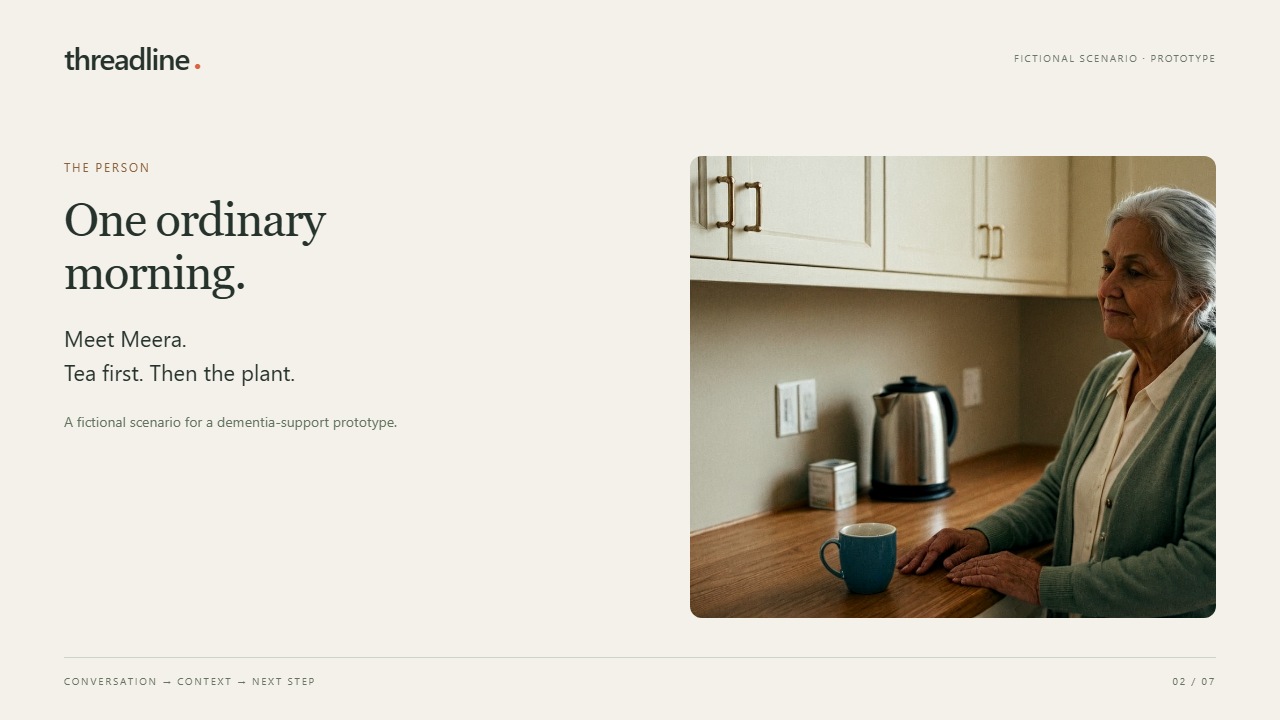 threadline.
FICTIONAL SCENARIO · PROTOTYPE
THE PERSON
One ordinary
morning.
Meet Meera.
Tea first. Then the plant.
A fictional scenario for a dementia-support prototype.
CONVERSATION → CONTEXT → NEXT STEP
02 / 07